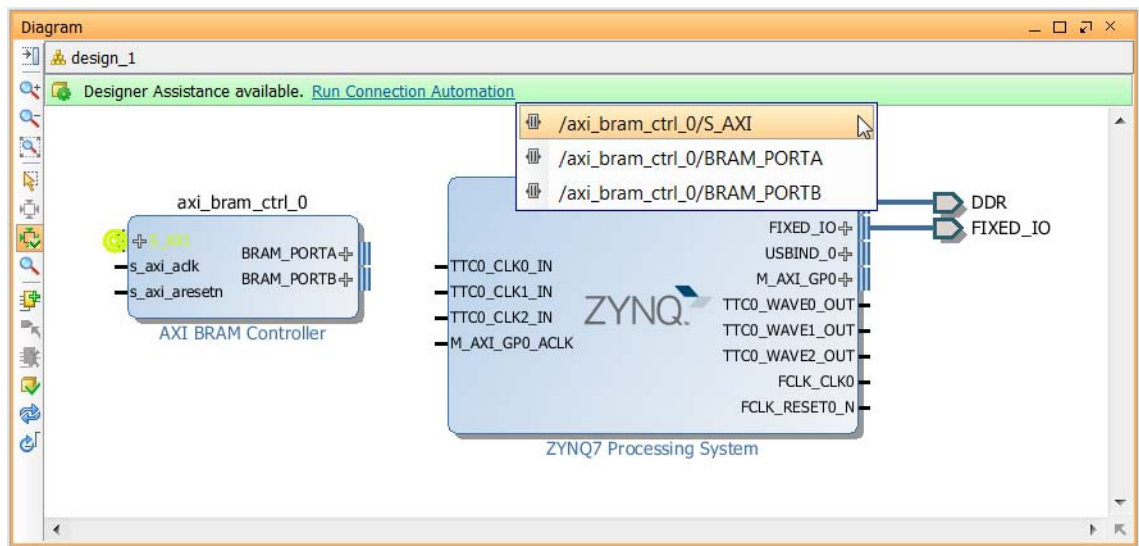 Diagram
design_1
Designer Assistance available. Run Connection Automation
/axi_bram_ctrl_0/S_AXI
/axi_bram_ctrl_0/BRAM_PORTA
/axi_bram_ctrl_0/BRAM_PORTB
axi_bram_ctrl_0
S_AXI
s_axi_aclk
s_axi_aresetn
BRAM_PORTA
BRAM_PORTB
AXI BRAM Controller
TTC0_CLK0_IN
TTC0_CLK1_IN
TTC0_CLK2_IN
M_AXI_GP0_ACLK
ZYNQ.
FIXED_IO
USBIND_0
M_AXI_GP0
TTC0_WAVE0_OUT
TTC0_WAVE1_OUT
TTC0_WAVE2_OUT
FCLK_CLK0
FCLK_RESET0_N
DDR
FIXED_IO
ZYNQ7 Processing System